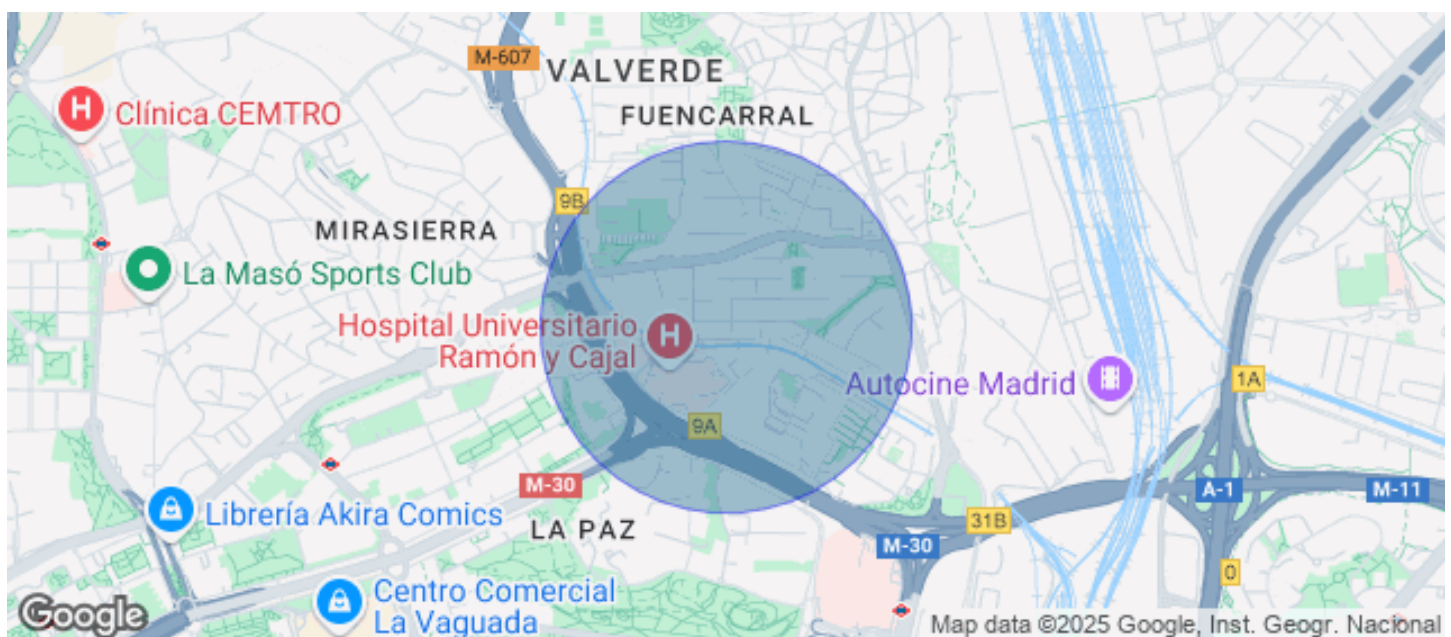 M-607
VALVERDE
Clínica CEMTRO
FUENCARRAL
9B
MIRASIERRA
La Masó Sports Club
Hospital Universitario
Ramón y Cajal
Autocine Madrid
1A
9A
M-30
A-1
M-11
Librería Akira Comics
LA PAZ
31B
M-30
0
Centro Comercial
La Vaguada
Google
Map data ©2025 Google, Inst. Geogr. Nacional